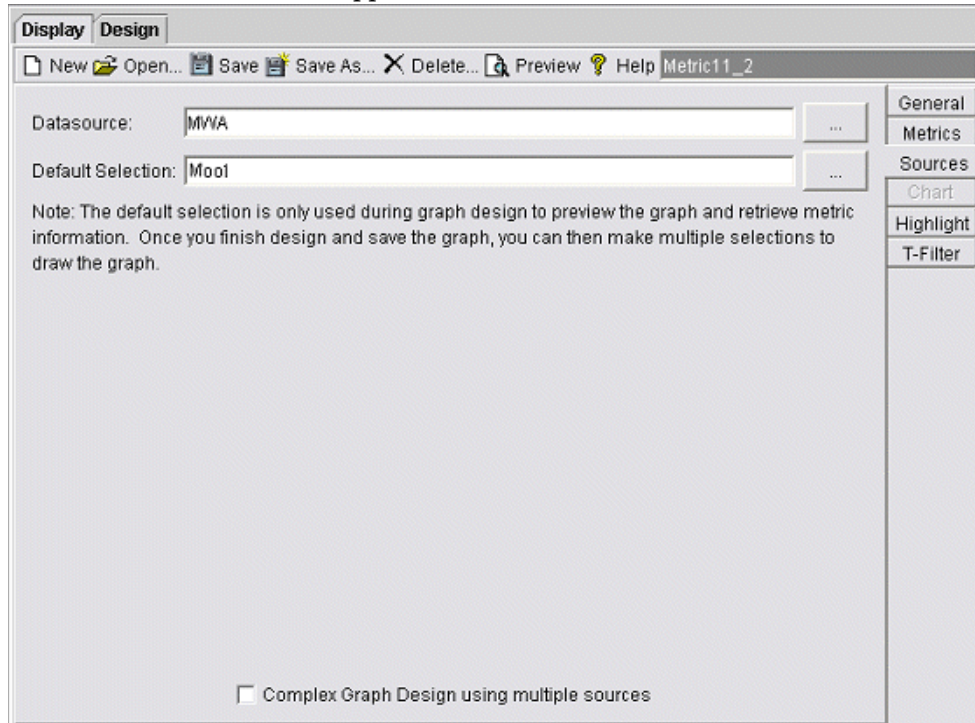 Display Design
New Open... Save Save As... Delete... Preview Help Metric11_2
General
Metrics
Sources
Chart
Highlight
T-Filter
Datasource: MWA ...
Default Selection: Moo1 ...
Note: The default selection is only used during graph design to preview the graph and retrieve metric
information. Once you finish design and save the graph, you can then make multiple selections to
draw the graph.
Complex Graph Design using multiple sources